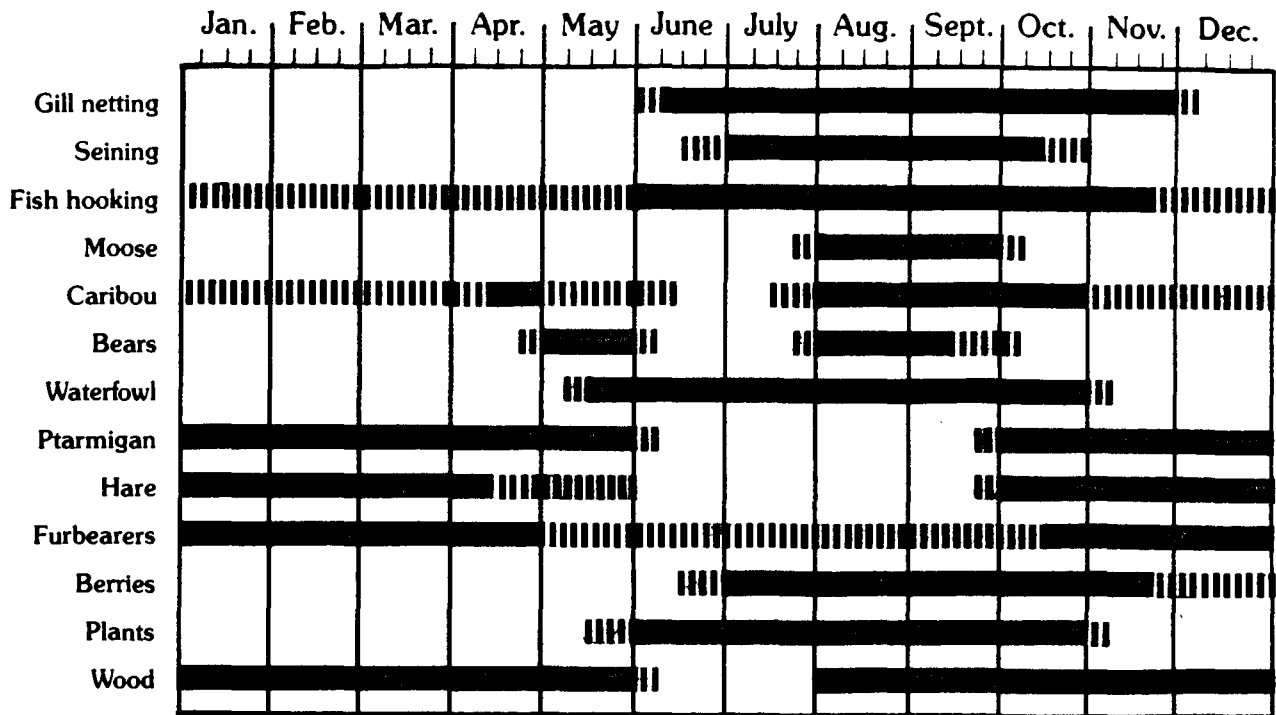 Jan. Feb. Mar. Apr. May June July Aug. Sept. Oct. Nov. Dec.
Gill netting
Seining
Fish hooking
Moose
Caribou
Bears
Waterfowl
Ptarmigan
Hare
Furbearers
Berries
Plants
Wood